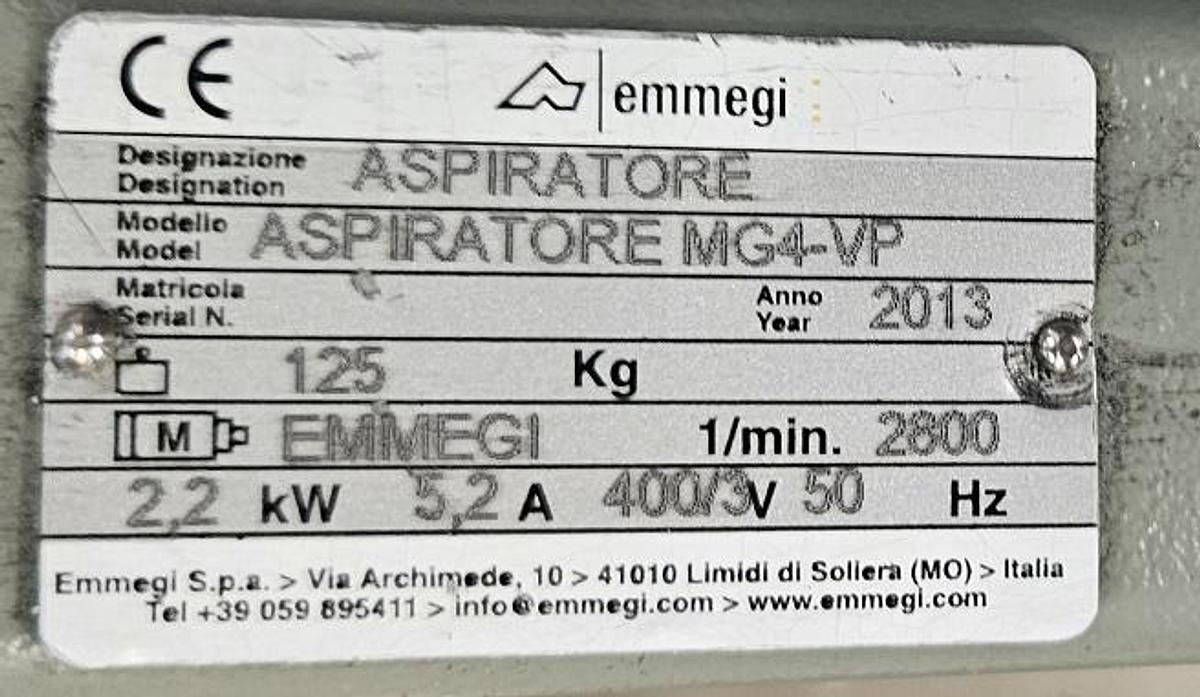 CE emmegi
Designazione ASPIRATORE
Designation
Modello ASPIRATORE MG4-VP
Model
Matricola Anno 2013
Serial N. Year
125 Kg
M EMMEGI 1/min. 2800
2,2 kW 5,2 A 400/3V 50 Hz
Emmegi S.p.a. > Via Archimede, 10 > 41010 Limidi di Soliera (MO) > Italia
Tel +39 059 895411 > info@emmegi.com > www.emmegi.com